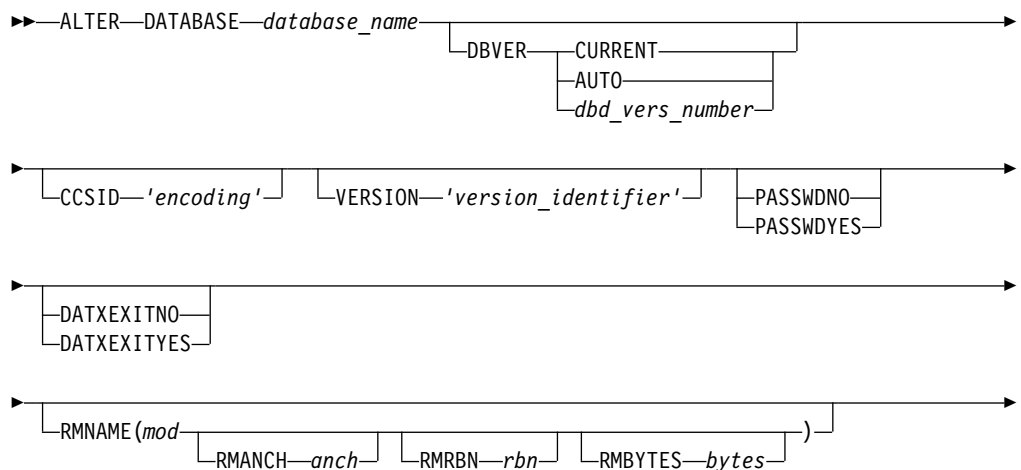 ALTER DATABASE database_name
DBVER CURRENT
AUTO
dbd_vers_number
CCSID 'encoding' VERSION 'version_identifier' PASSWDNO
PASSWDYES
DATXEXITNO
DATXEXITYES
RMNAME(mod )
RMANCH anch RMRBN rbn RMBYTES bytes